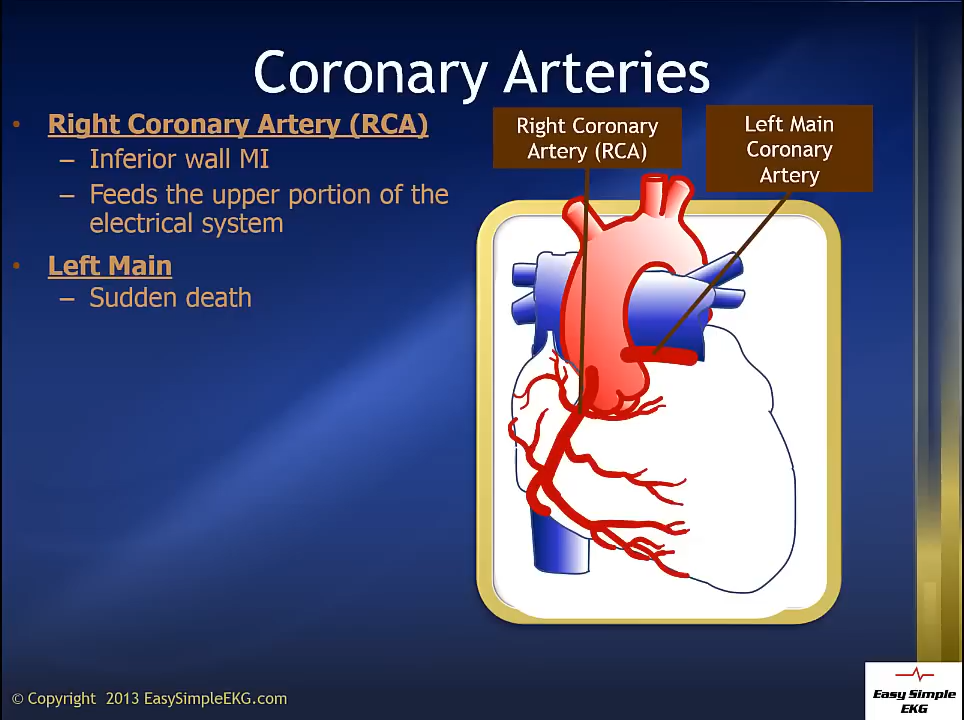 Coronary Arteries
• Right Coronary Artery (RCA)
– Inferior wall MI
– Feeds the upper portion of the
electrical system
• Left Main
– Sudden death
Right Coronary
Artery (RCA)
Left Main
Coronary
Artery
© Copyright 2013 EasySimpleEKG.com
Easy Simple
EKG